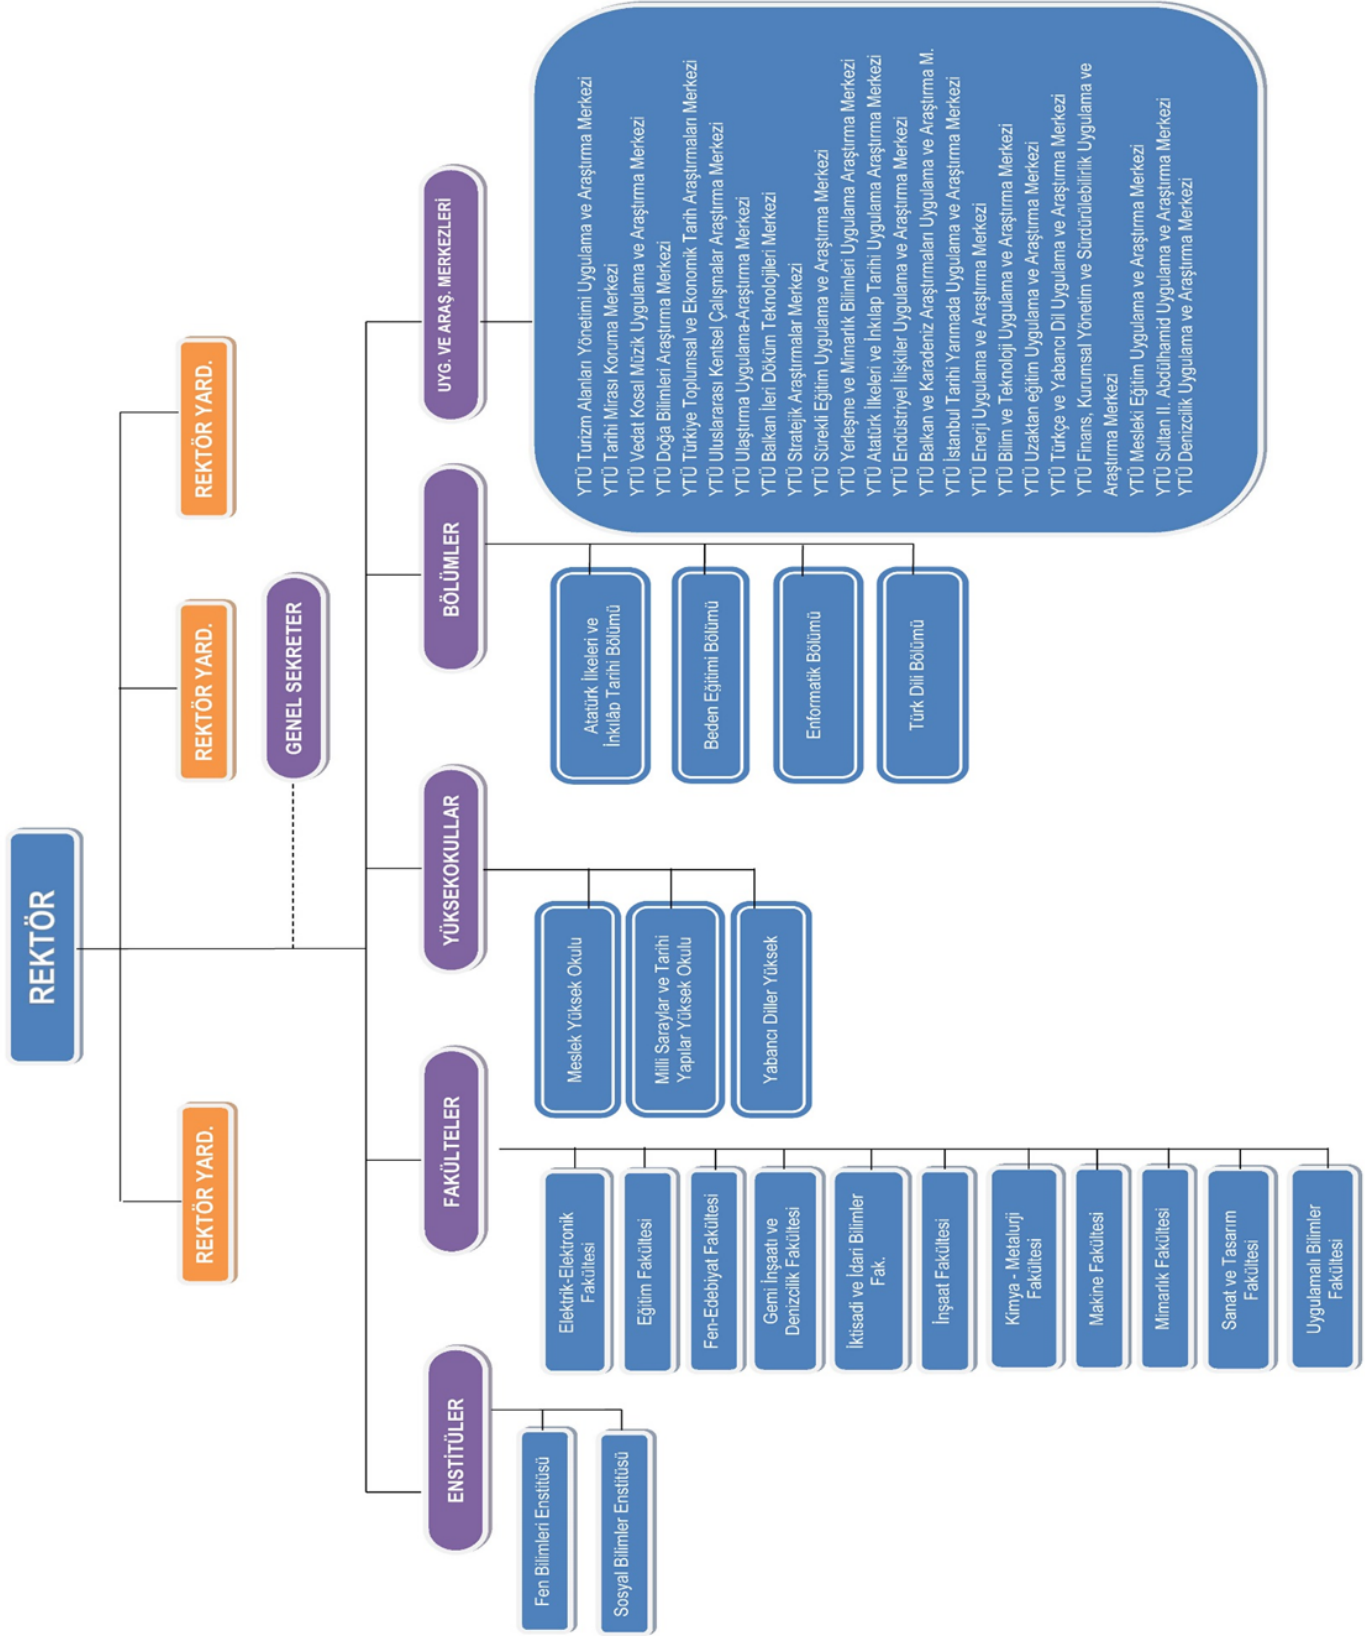 REKTÖR
REKTÖR YARD.
REKTÖR YARD.
REKTÖR YARD.
GENEL SEKRETER
ENSTİTÜLER
FAKÜLTELER
YÜKSEKOKULLAR
BÖLÜMLER
UYG. VE ARAŞ. MERKEZLERİ
Fen Bilimleri Enstitüsü
Sosyal Bilimler Enstitüsü
Elektrik-Elektronik
Fakültesi
Eğitim Fakültesi
Fen-Edebiyat Fakültesi
Gemi İnşaatı ve
Denizcilik Fakültesi
İktisadi ve İdari Bilimler
Fak.
İnşaat Fakültesi
Kimya - Metalurji
Fakültesi
Makine Fakültesi
Mimarlık Fakültesi
Sanat ve Tasarım
Fakültesi
Uygulamalı Bilimler
Fakültesi
Meslek Yüksek Okulu
Milli Saraylar ve Tarihi
Yapılar Yüksek Okulu
Yabancı Diller Yüksek
Atatürk İlkeleri ve
İnkılâp Tarihi Bölümü
Beden Eğitimi Bölümü
Enformatik Bölümü
Türk Dili Bölümü
YTÜ Turizm Alanları Yönetimi Uygulama ve Araştırma Merkezi
YTÜ Tarihi Mirası Koruma Merkezi
YTÜ Vedat Kosal Müzik Uygulama ve Araştırma Merkezi
YTÜ Doğa Bilimleri Araştırma Merkezi
YTÜ Türkiye Toplumsal ve Ekonomik Tarih Araştırmaları Merkezi
YTÜ Uluslararası Kentsel Çalışmalar Araştırma Merkezi
YTÜ Ulaştırma Uygulama-Araştırma Merkezi
YTÜ Balkan İleri Döküm Teknolojileri Merkezi
YTÜ Stratejik Araştırmalar Merkezi
YTÜ Sürekli Eğitim Uygulama ve Araştırma Merkezi
YTÜ Yerleşme ve Mimarlık Bilimleri Uygulama Araştırma Merkezi
YTÜ Atatürk İlkeleri ve İnkılap Tarihi Uygulama Araştırma Merkezi
YTÜ Endüstriyel İlişkiler Uygulama ve Araştırma Merkezi
YTÜ Balkan ve Karadeniz Araştırmaları Uygulama ve Araştırma M.
YTÜ İstanbul Tarihi Yarımada Uygulama ve Araştırma Merkezi
YTÜ Enerji Uygulama ve Araştırma Merkezi
YTÜ Bilim ve Teknoloji Uygulama ve Araştırma Merkezi
YTÜ Uzaktan eğitim Uygulama ve Araştırma Merkezi
YTÜ Türkçe ve Yabancı Dil Uygulama ve Araştırma Merkezi
YTÜ Finans, Kurumsal Yönetim ve Sürdürülebilirlik Uygulama ve
Araştırma Merkezi
YTÜ Mesleki Eğitim Uygulama ve Araştırma Merkezi
YTÜ Sultan II. Abdülhamid Uygulama ve Araştırma Merkezi
YTÜ Denizcilik Uygulama ve Araştırma Merkezi